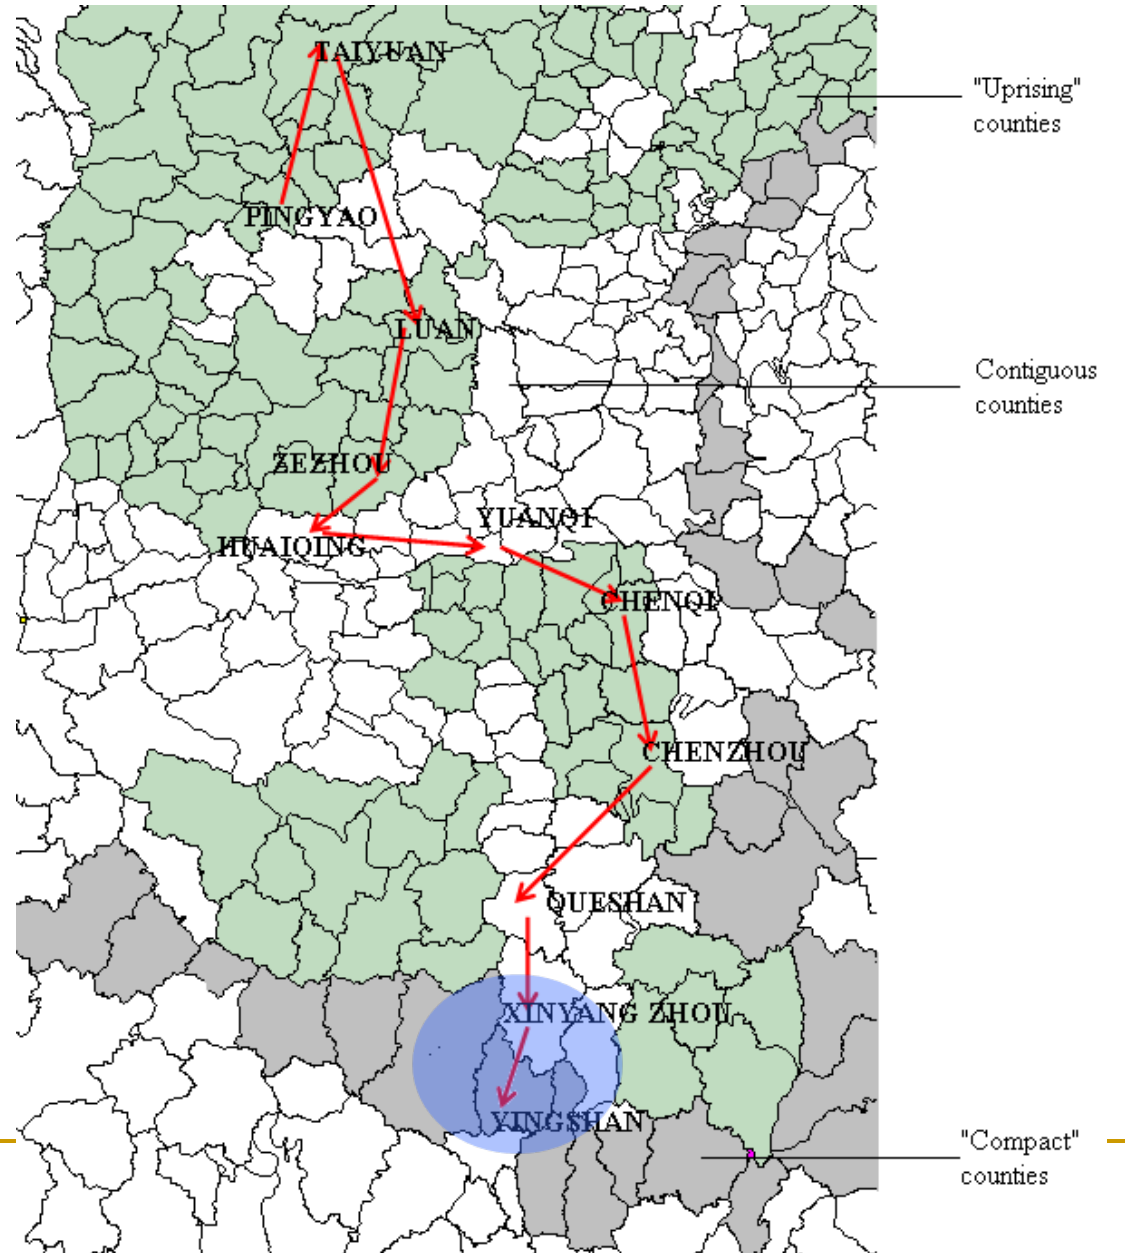 TAIYUAN
"Uprising"
counties
PINGYAO
LUAN
Contiguous
counties
ZEZHOU
YUANQI
HUAIQING
CHENQI
CHENZHOU
QUESHAN
XINYANG ZHOU
YINGSHAN
"Compact"
counties